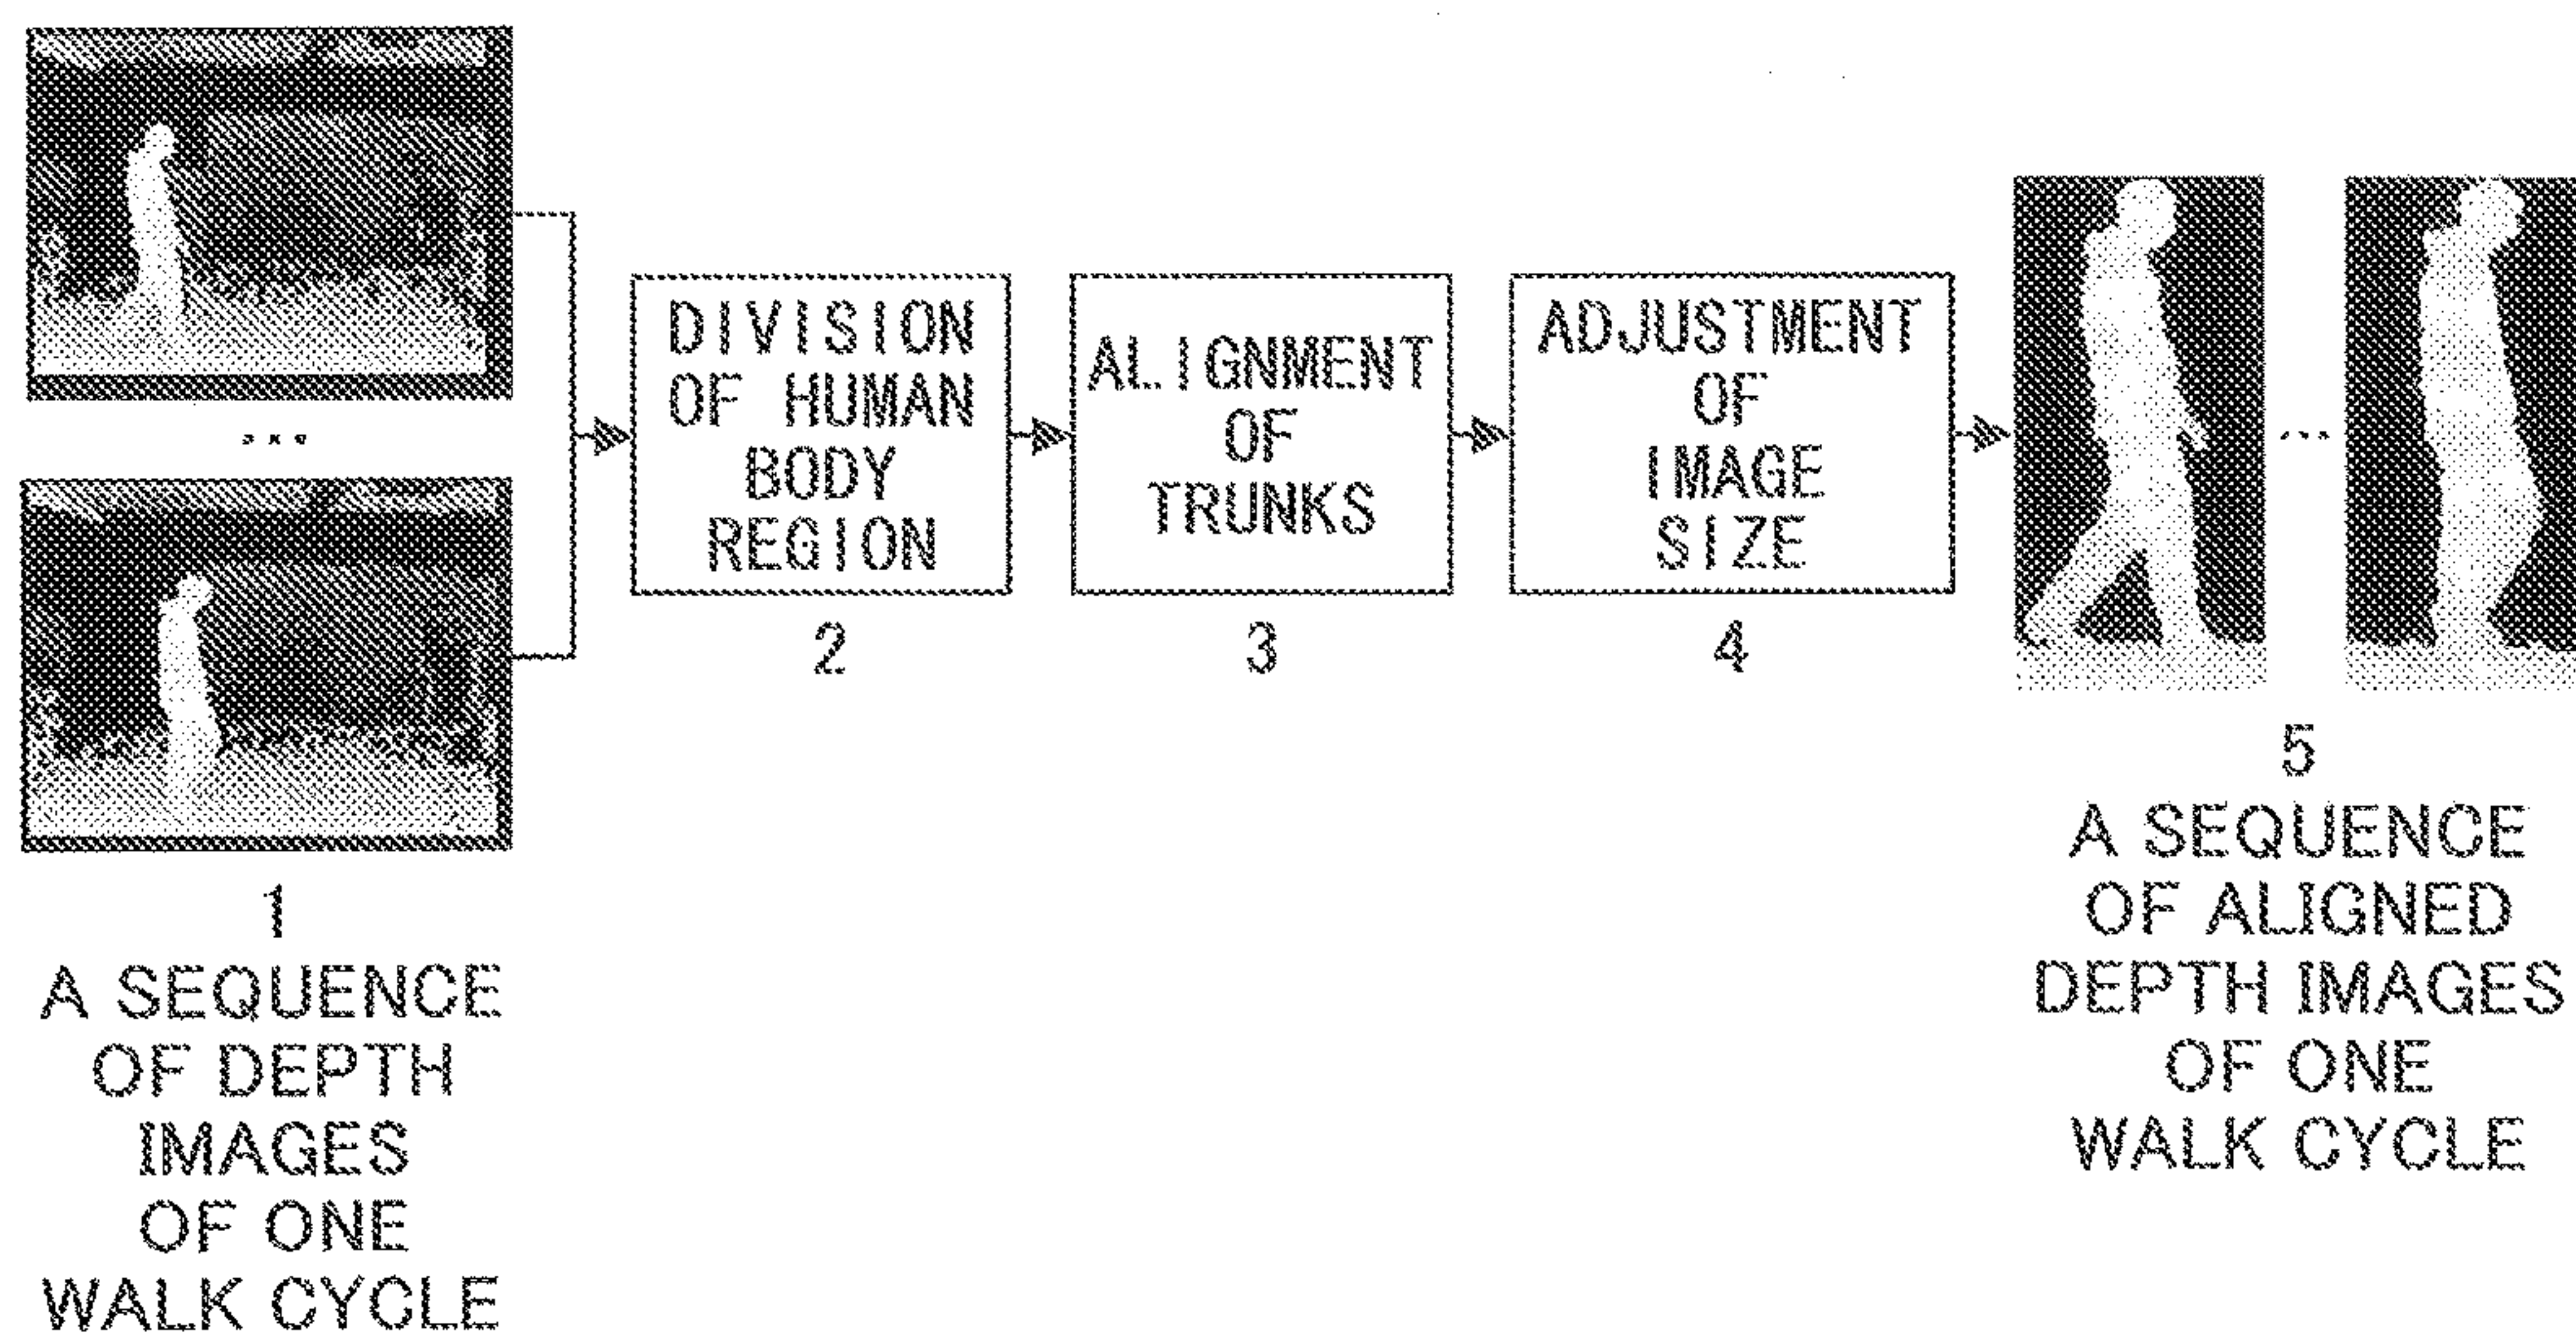 DIVISION
OF HUMAN
BODY
REGION
2
ALIGNMENT
OF
TRUNKS
3
ADJUSTMENT
OF
IMAGE
SIZE
4
1
A SEQUENCE
OF DEPTH
IMAGES
OF ONE
WALK CYCLE
5
A SEQUENCE
OF ALIGNED
DEPTH IMAGES
OF ONE
WALK CYCLE